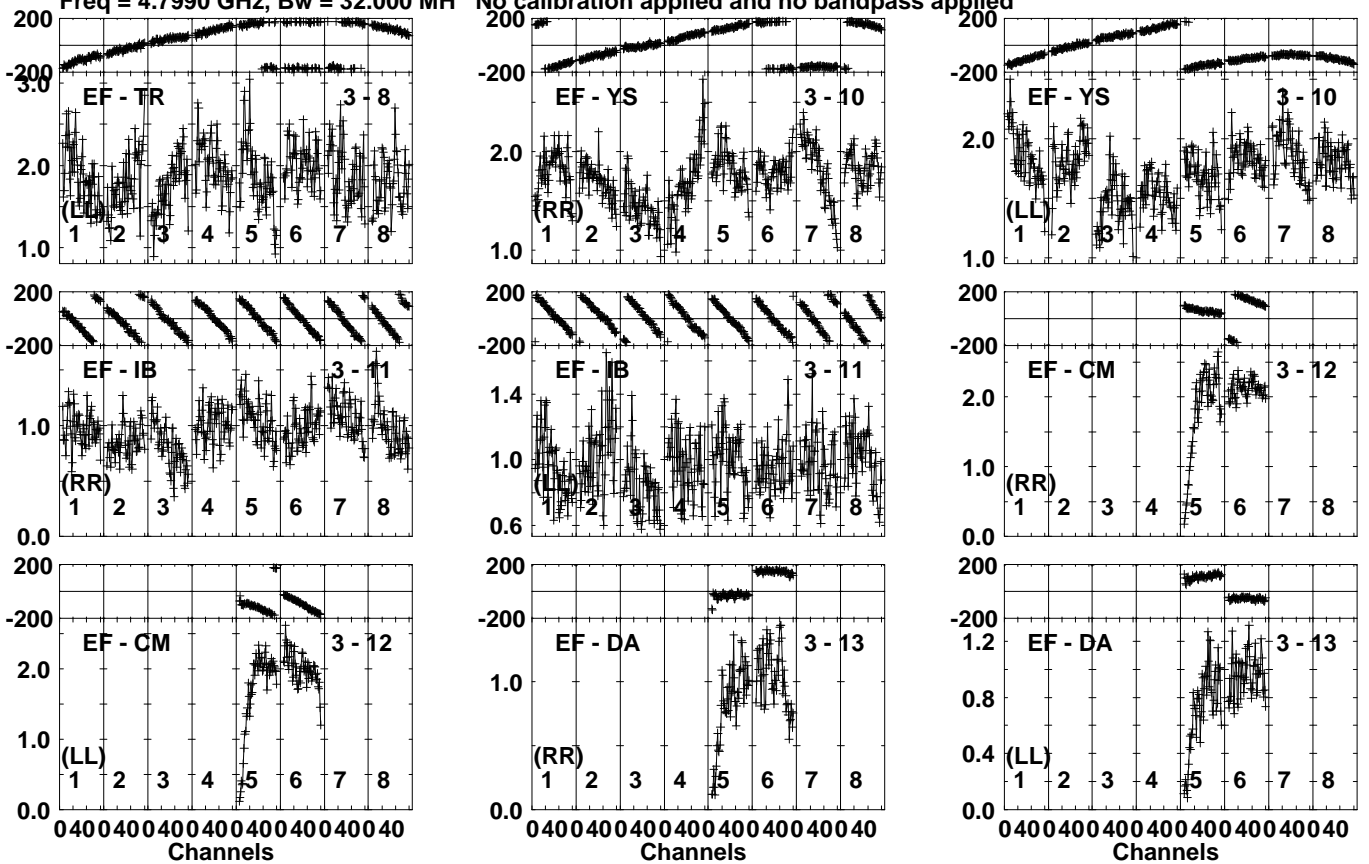 Freq = 4.7990 GHz, Bw = 32.000 MH No calibration applied and no bandpass applied
200 200 200
-200 -200 -200
3.0 EF - TR 3 - 8 EF - YS 3 - 10 EF - YS 3 - 10
2.0 2.0 2.0
(LL) (RR) (LL)
1 2 3 4 5 6 7 8 1 2 3 4 5 6 7 8 1 2 3 4 5 6 7 8
1.0 1.0 1.0
200 200 200
-200 -200 -200
EF - IB 3 - 11 EF - IB 3 - 11 EF - CM 3 - 12
1.4 2.0
1.0 1.0 1.0
(RR) (LL) (RR)
1 2 3 4 5 6 7 8 1 2 3 4 5 6 7 8 1 2 3 4 5 6 7 8
0.0 0.6 0.0
200 200 200
-200 -200 -200
EF - CM 3 - 12 EF - DA 3 - 13 EF - DA 3 - 13
2.0 1.0 1.2
0.8
1.0 0.4
(LL) (RR) (LL)
1 2 3 4 5 6 7 8 1 2 3 4 5 6 7 8 1 2 3 4 5 6 7 8
0.0 0.0
0 40 0 40 0 40 0 40 0 40 0 40 0 40 0 40 0 40 0 40 0 40 0 40 0 40 0 40 0 40 0 40 0 40 0 40 0 40 0 40 0 40 0 40 0 40 0 40
Channels Channels Channels